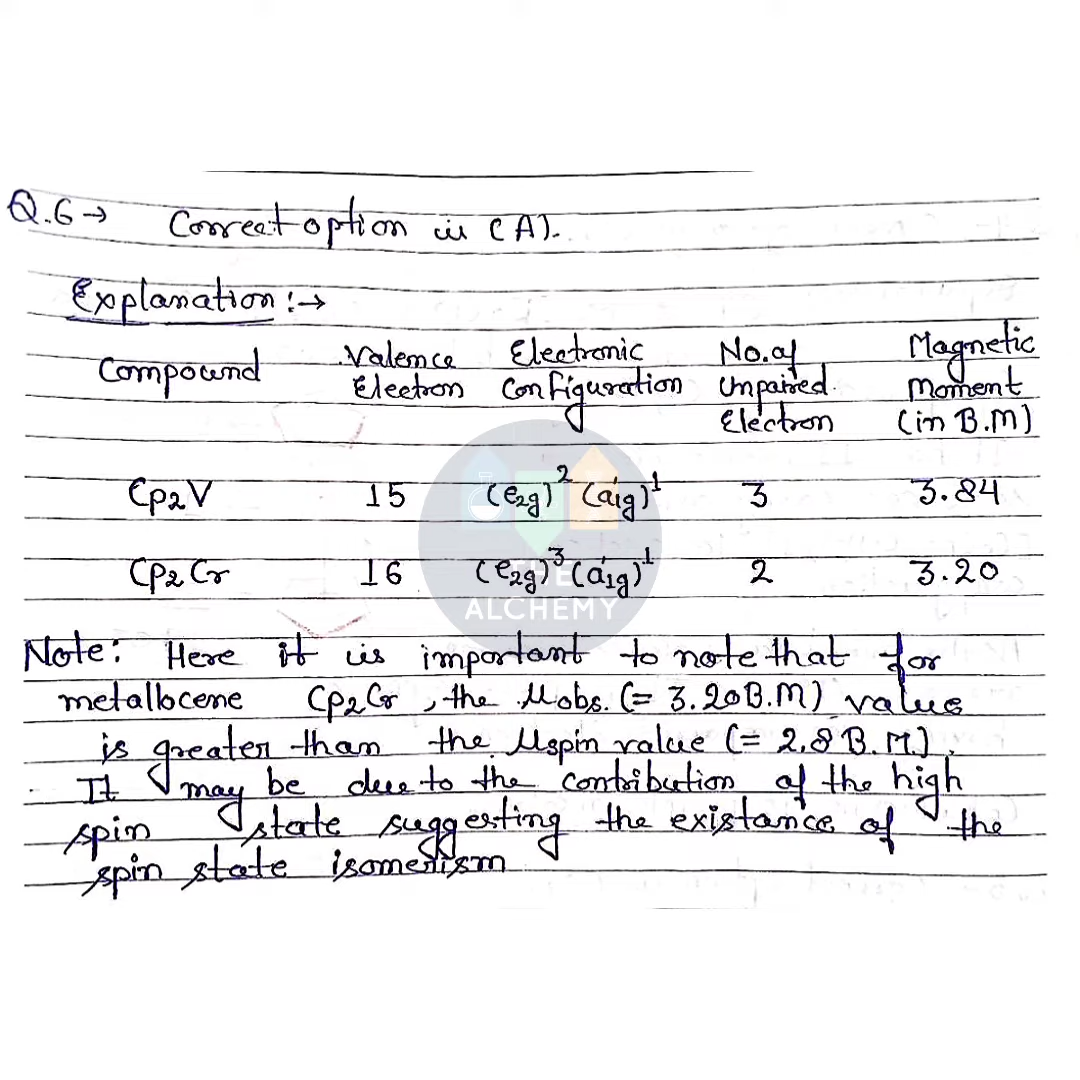 Q.6→ Correct option is (A).
Explanation :→
Compound Valence Electron Electronic Configuration No. of Unpaired Electron Magnetic Moment (in B.M)
Cp₂V 15 (e₂g)² (a'₁g)¹ 3 3.84
Cp₂Cr 16 (e₂g)³ (a'₁g)¹ 2 3.20
THE
ALCHEMY
Note: Here it is important to note that for
metallocene Cp₂Cr, the μobs. (= 3.20B.M) value
is greater than the μspin value (= 2.8 B.M.).
It may be due to the contribution of the high
spin state suggesting the existance of the
spin state isomerism